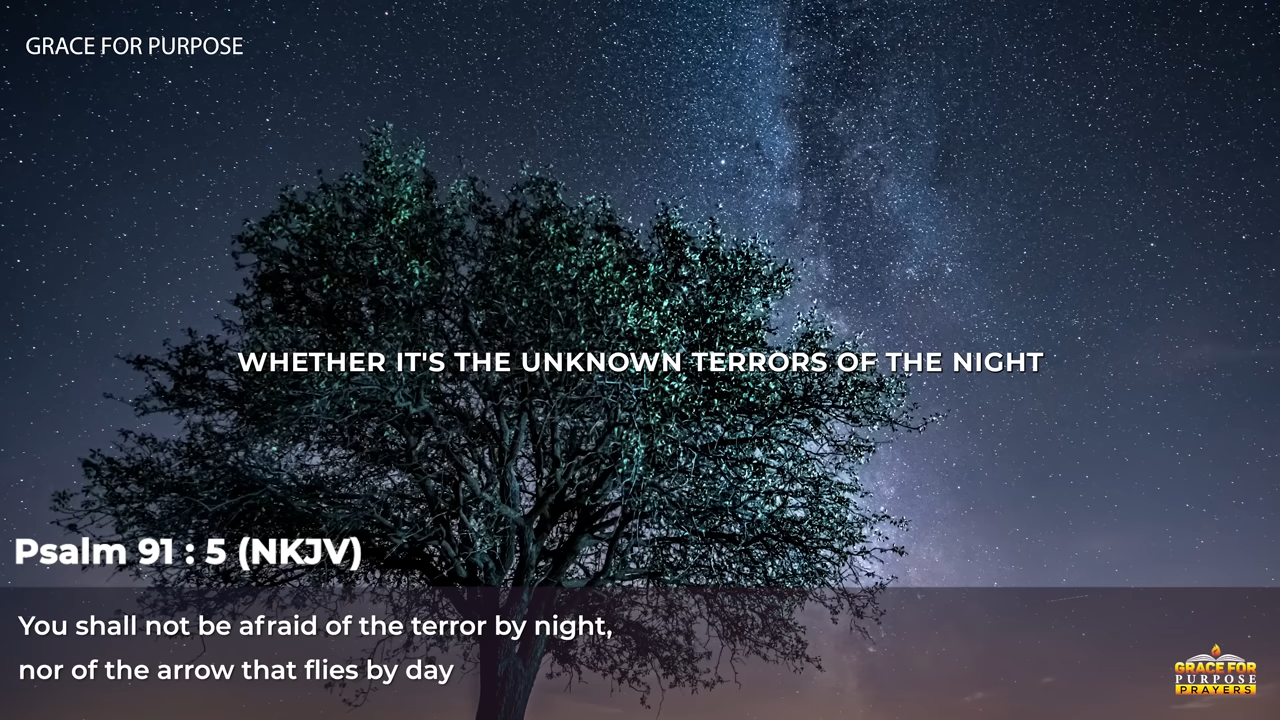 GRACE FOR PURPOSE
WHETHER IT'S THE UNKNOWN TERRORS OF THE NIGHT
Psalm 91 : 5 (NKJV)
You shall not be afraid of the terror by night,
nor of the arrow that flies by day
GRACE FOR
PURPOSE
PRAYERS